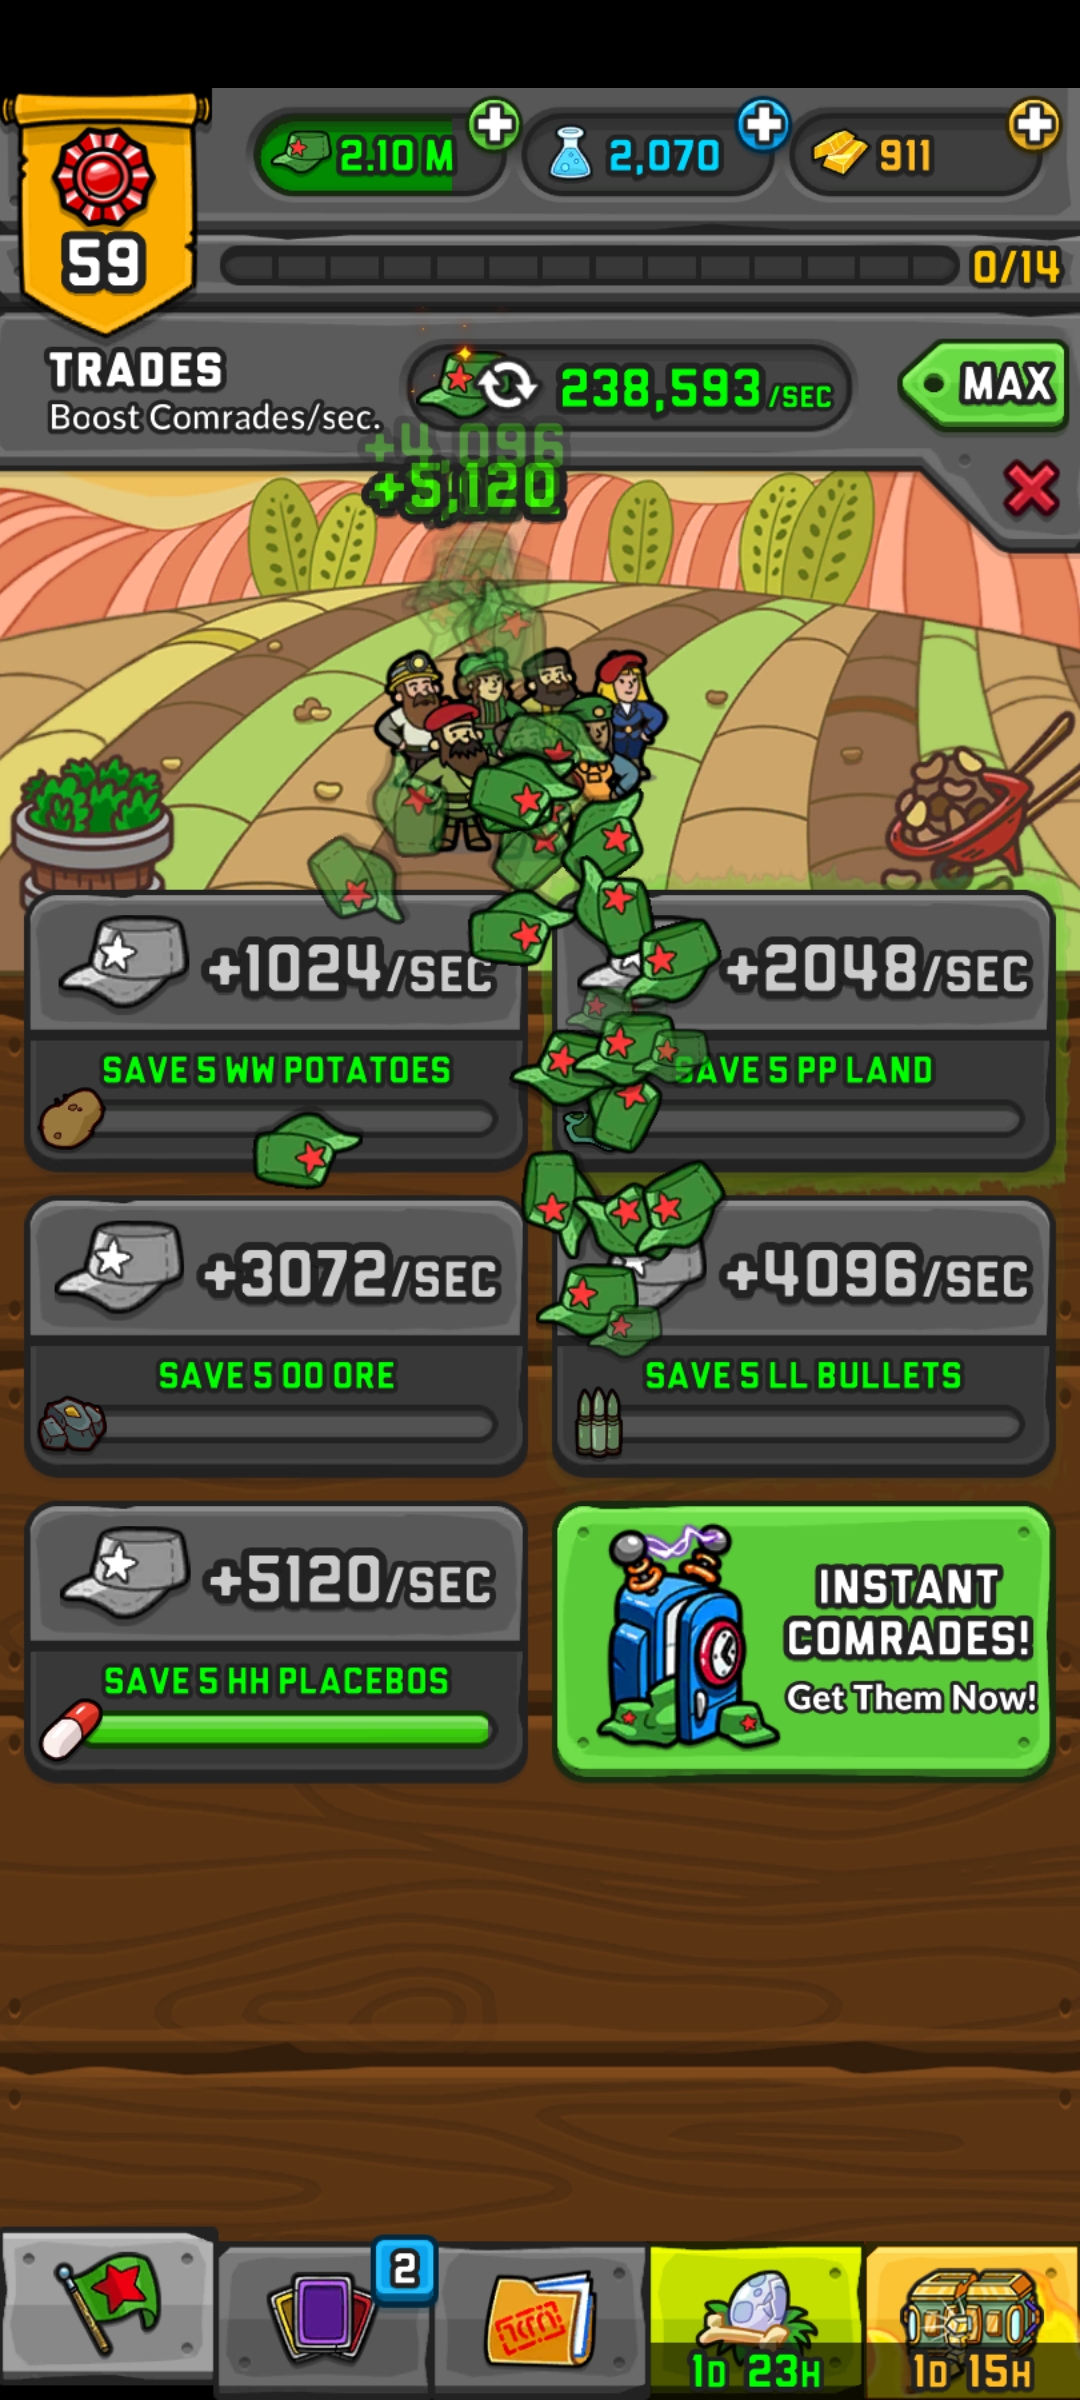 2.10 M
2,070
911
59
0/14
TRADES
Boost Comrades/sec.
238,593/SEC
MAX
+4,096
+5,120
+1024/SEC
SAVE 5 WW POTATOES
+2048/SEC
SAVE 5 PP LAND
+3072/SEC
SAVE 5 OO ORE
+4096/SEC
SAVE 5 LL BULLETS
+5120/SEC
SAVE 5 HH PLACEBOS
INSTANT
COMRADES!
Get Them Now!
2
1D 23H
1D 15H